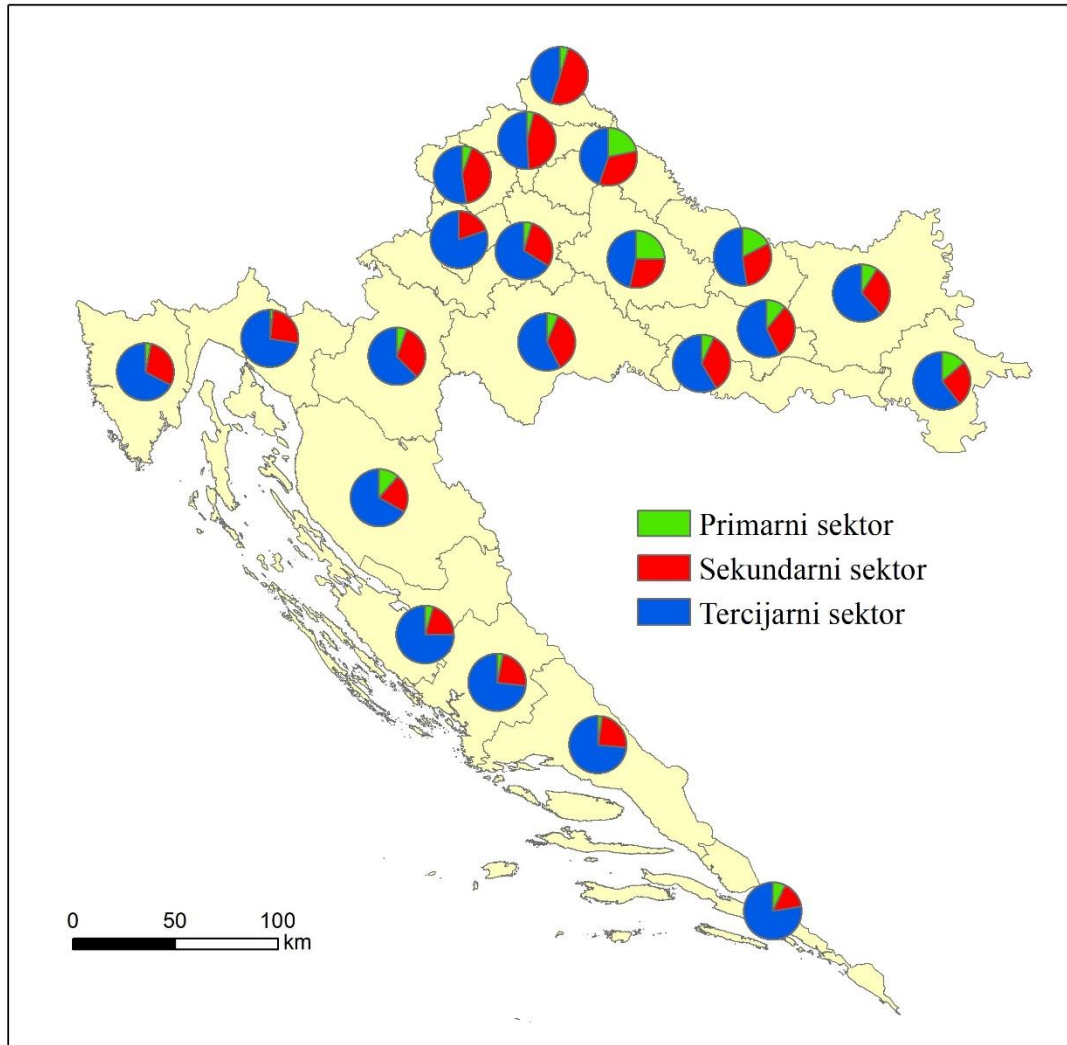 Primarni sektor
Sekundarni sektor
Tercijarni sektor
0 50 100
km